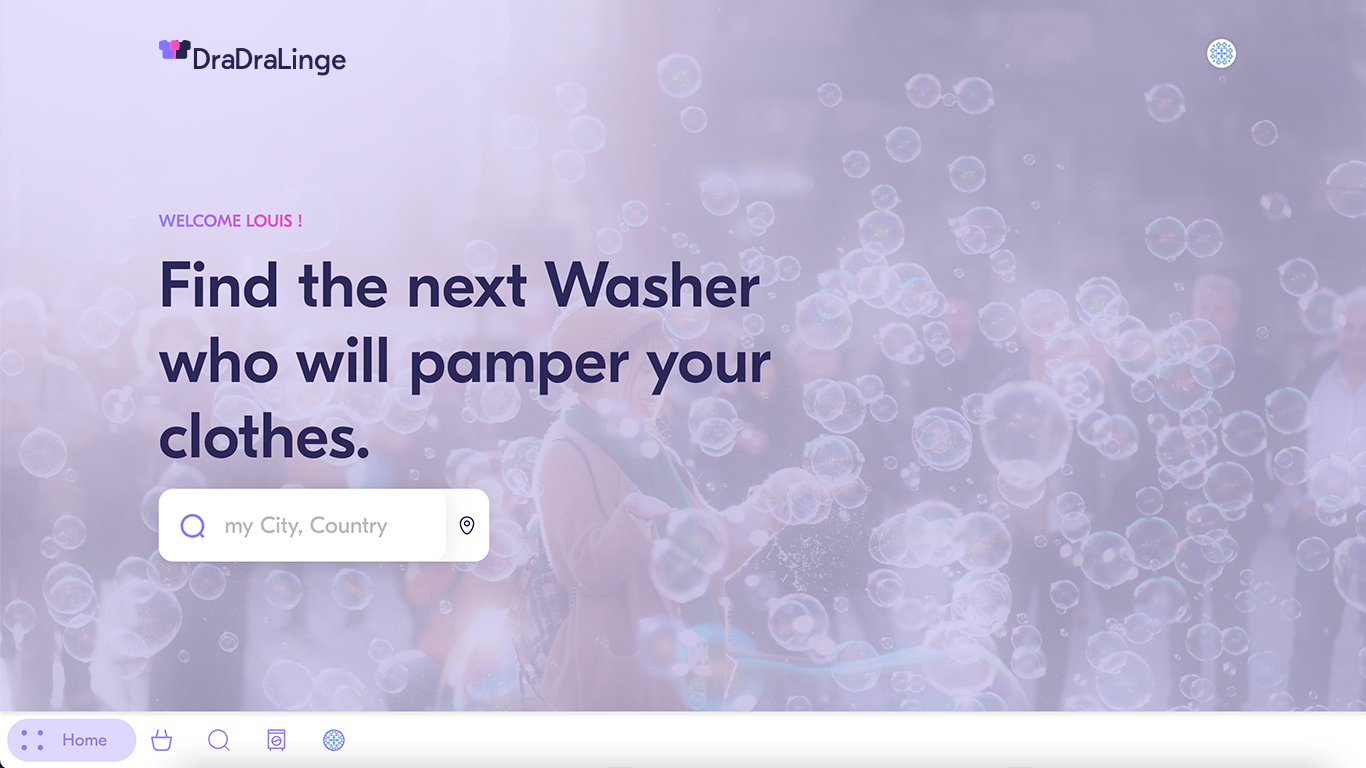 DraDraLinge
WELCOME LOUIS !
Find the next Washer
who will pamper your
clothes.
my City, Country
Home